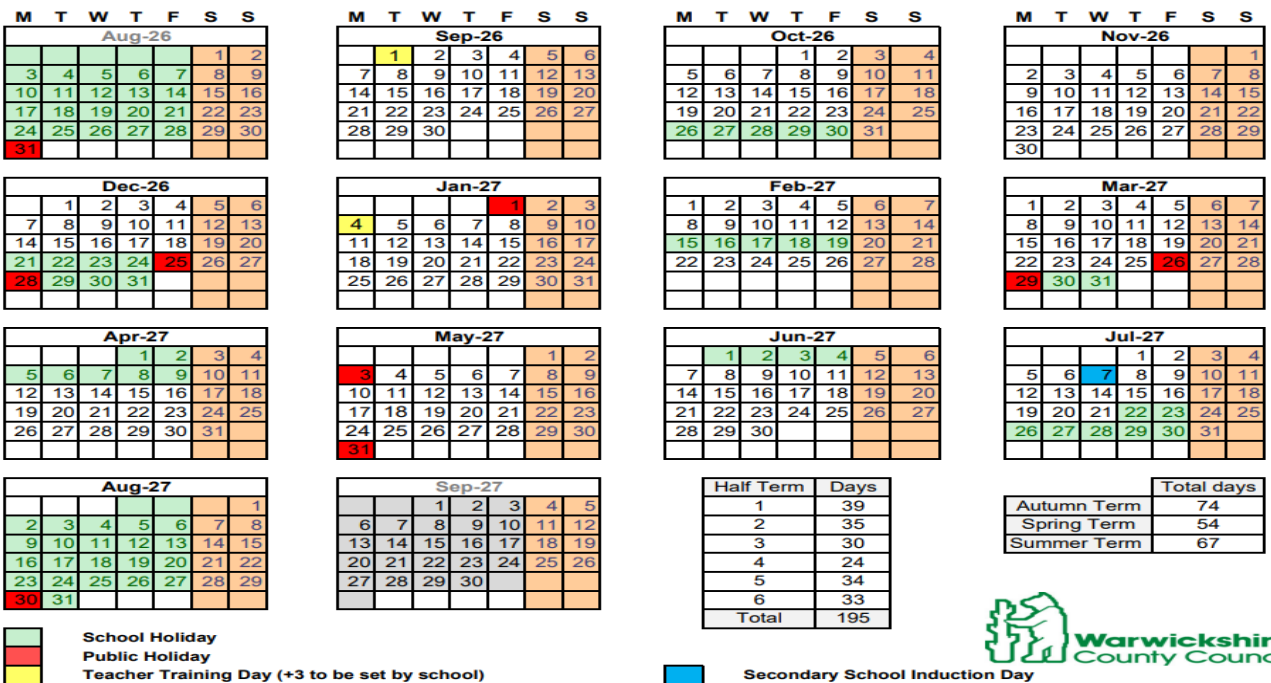 M T W T F S S
Aug-26
1 2
3 4 5 6 7 8 9
10 11 12 13 14 15 16
17 18 19 20 21 22 23
24 25 26 27 28 29 30
31
M T W T F S S
Sep-26
1 2 3 4 5 6
7 8 9 10 11 12 13
14 15 16 17 18 19 20
21 22 23 24 25 26 27
28 29 30
M T W T F S S
Oct-26
1 2 3 4
5 6 7 8 9 10 11
12 13 14 15 16 17 18
19 20 21 22 23 24 25
26 27 28 29 30 31
M T W T F S S
Nov-26
1
2 3 4 5 6 7 8
9 10 11 12 13 14 15
16 17 18 19 20 21 22
23 24 25 26 27 28 29
30
Dec-26
1 2 3 4 5 6
7 8 9 10 11 12 13
14 15 16 17 18 19 20
21 22 23 24 25 26 27
28 29 30 31
Jan-27
1 2 3
4 5 6 7 8 9 10
11 12 13 14 15 16 17
18 19 20 21 22 23 24
25 26 27 28 29 30 31
Feb-27
1 2 3 4 5 6 7
8 9 10 11 12 13 14
15 16 17 18 19 20 21
22 23 24 25 26 27 28
Mar-27
1 2 3 4 5 6 7
8 9 10 11 12 13 14
15 16 17 18 19 20 21
22 23 24 25 26 27 28
29 30 31
Apr-27
1 2 3 4
5 6 7 8 9 10 11
12 13 14 15 16 17 18
19 20 21 22 23 24 25
26 27 28 29 30 31
May-27
1 2
3 4 5 6 7 8 9
10 11 12 13 14 15 16
17 18 19 20 21 22 23
24 25 26 27 28 29 30
31
Jun-27
1 2 3 4 5 6
7 8 9 10 11 12 13
14 15 16 17 18 19 20
21 22 23 24 25 26 27
28 29 30
Jul-27
1 2 3 4
5 6 7 8 9 10 11
12 13 14 15 16 17 18
19 20 21 22 23 24 25
26 27 28 29 30 31
Aug-27
1
2 3 4 5 6 7 8
9 10 11 12 13 14 15
16 17 18 19 20 21 22
23 24 25 26 27 28 29
30 31
Sep-27
1 2 3 4 5
6 7 8 9 10 11 12
13 14 15 16 17 18 19
20 21 22 23 24 25 26
27 28 29 30
Half Term Days
1 39
2 35
3 30
4 24
5 34
6 33
Total 195
Total days
Autumn Term 74
Spring Term 54
Summer Term 67
Warwickshir
County Counc
School Holiday
Public Holiday
Teacher Training Day (+3 to be set by school)
Secondary School Induction Day